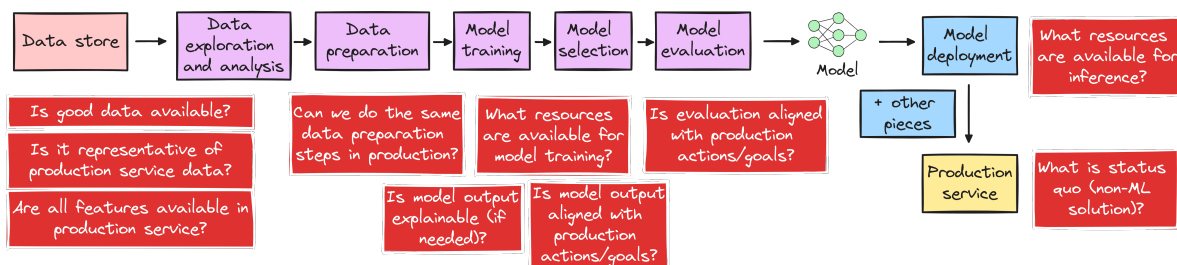 Data store
Data
exploration
and analysis
Data
preparation
Model
training
Model
selection
Model
evaluation
Model
Model
deployment
+ other
pieces
Production
service
Is good data available?
Is it representative of
production service data?
Are all features available in
production service?
Can we do the same
data preparation
steps in production?
What resources
are available for
model training?
Is evaluation aligned
with production
actions/goals?
Is model output
explainable (if
needed)?
Is model output
aligned with
production
actions/goals?
What resources
are available for
inference?
What is status
quo (non-ML
solution)?